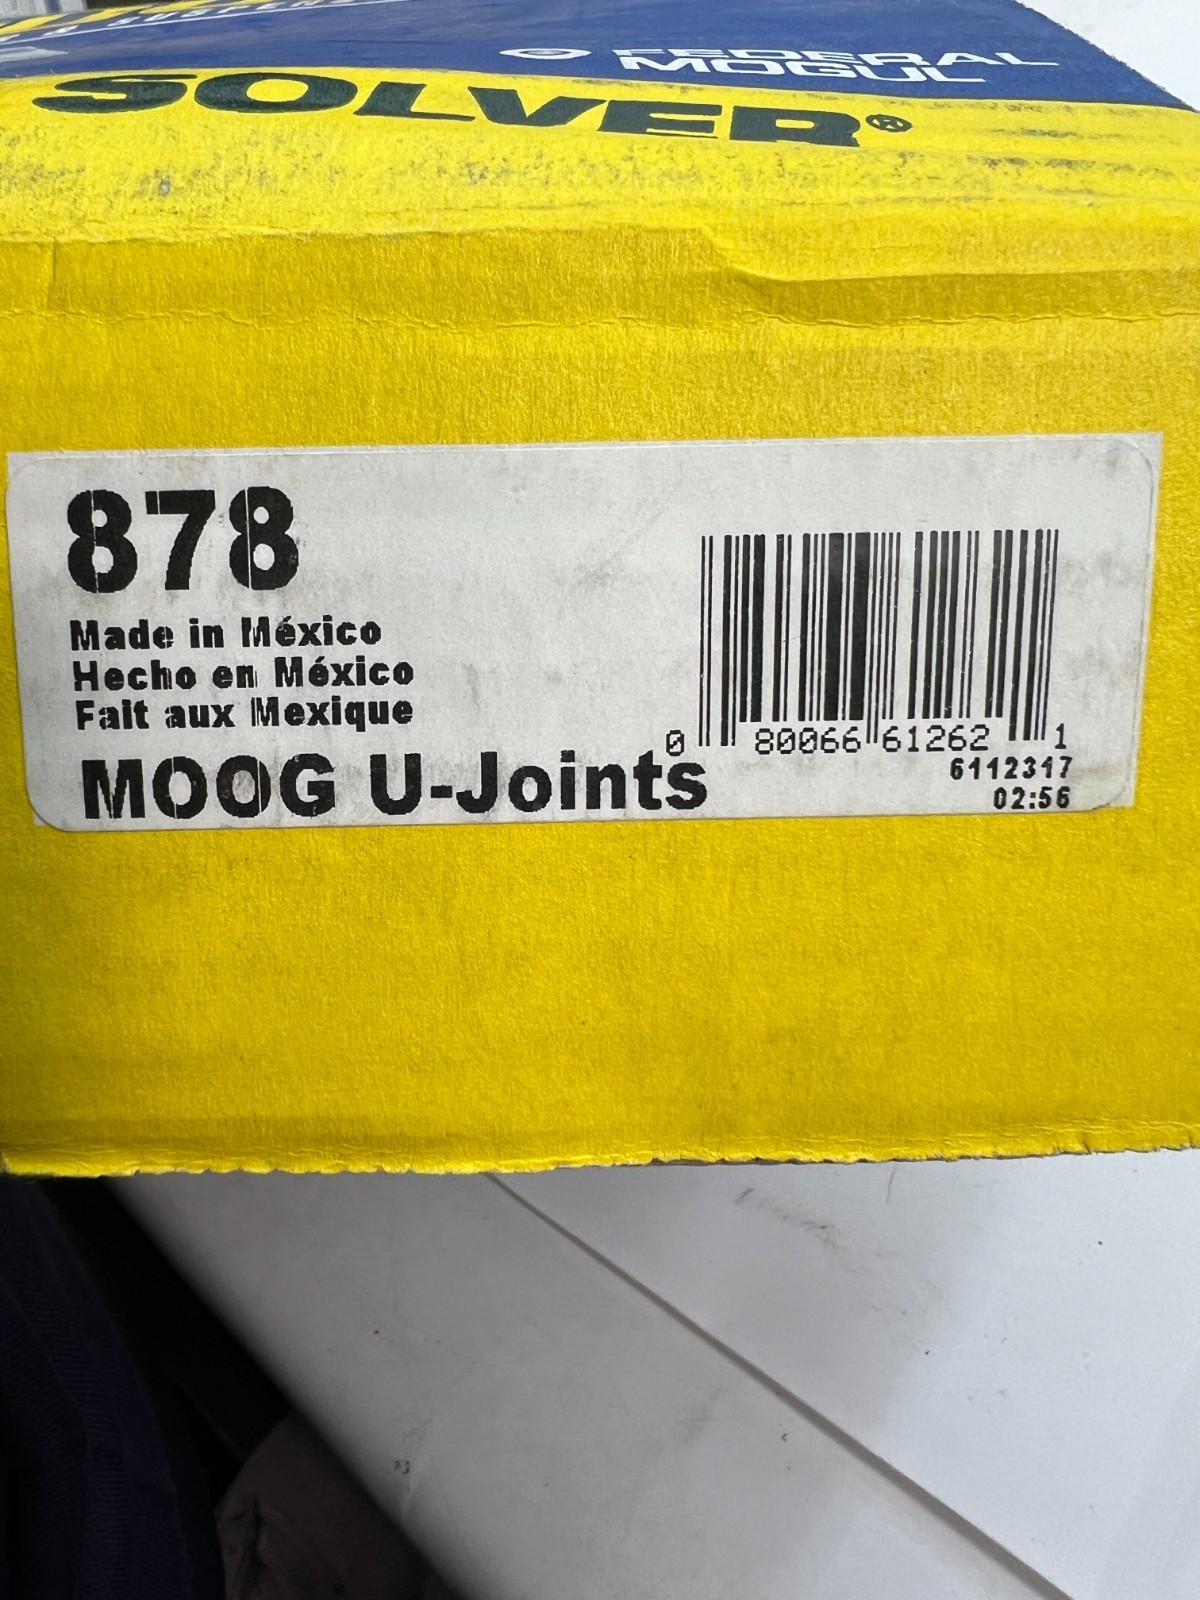 FEDERAL
MOGUL
SOLVER®
878
Made in México
Hecho en México
Fait aux Mexique
MOOG U-Joints
0 80066 61262 1
6112317
02:56